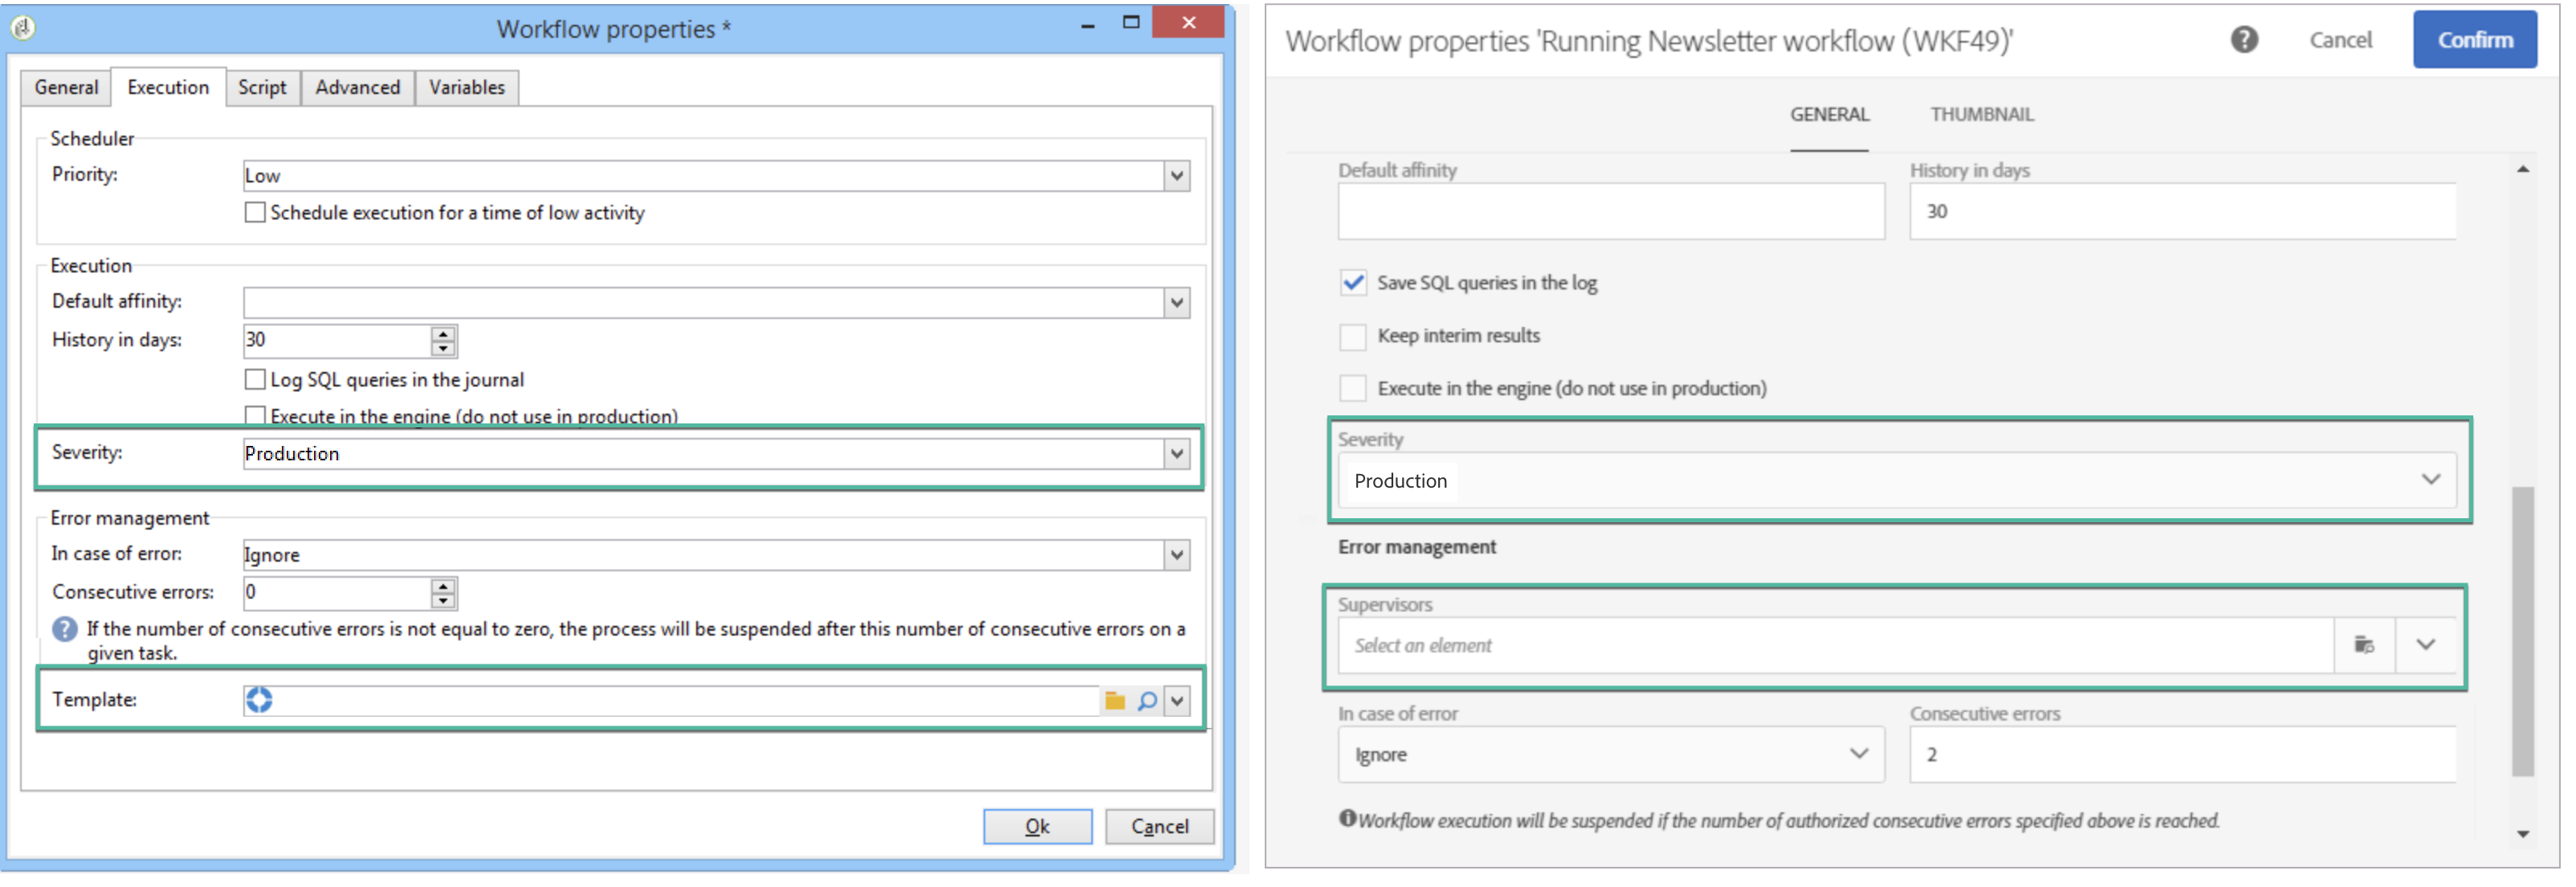 Workflow properties *
General
Execution
Script
Advanced
Variables
Scheduler
Priority:
Low
Schedule execution for a time of low activity
Execution
Default affinity:
History in days:
30
Log SQL queries in the journal
Execute in the engine (do not use in production)
Severity:
Production
Error management
In case of error:
Ignore
Consecutive errors:
0
If the number of consecutive errors is not equal to zero, the process will be suspended after this number of consecutive errors on a
given task.
Template:
Ok
Cancel
Workflow properties 'Running Newsletter workflow (WKF49)'
Cancel
Confirm
GENERAL
THUMBNAIL
Default affinity
History in days
30
Save SQL queries in the log
Keep interim results
Execute in the engine (do not use in production)
Severity
Production
Error management
Supervisors
Select an element
In case of error
Consecutive errors
Ignore
2
Workflow execution will be suspended if the number of authorized consecutive errors specified above is reached.